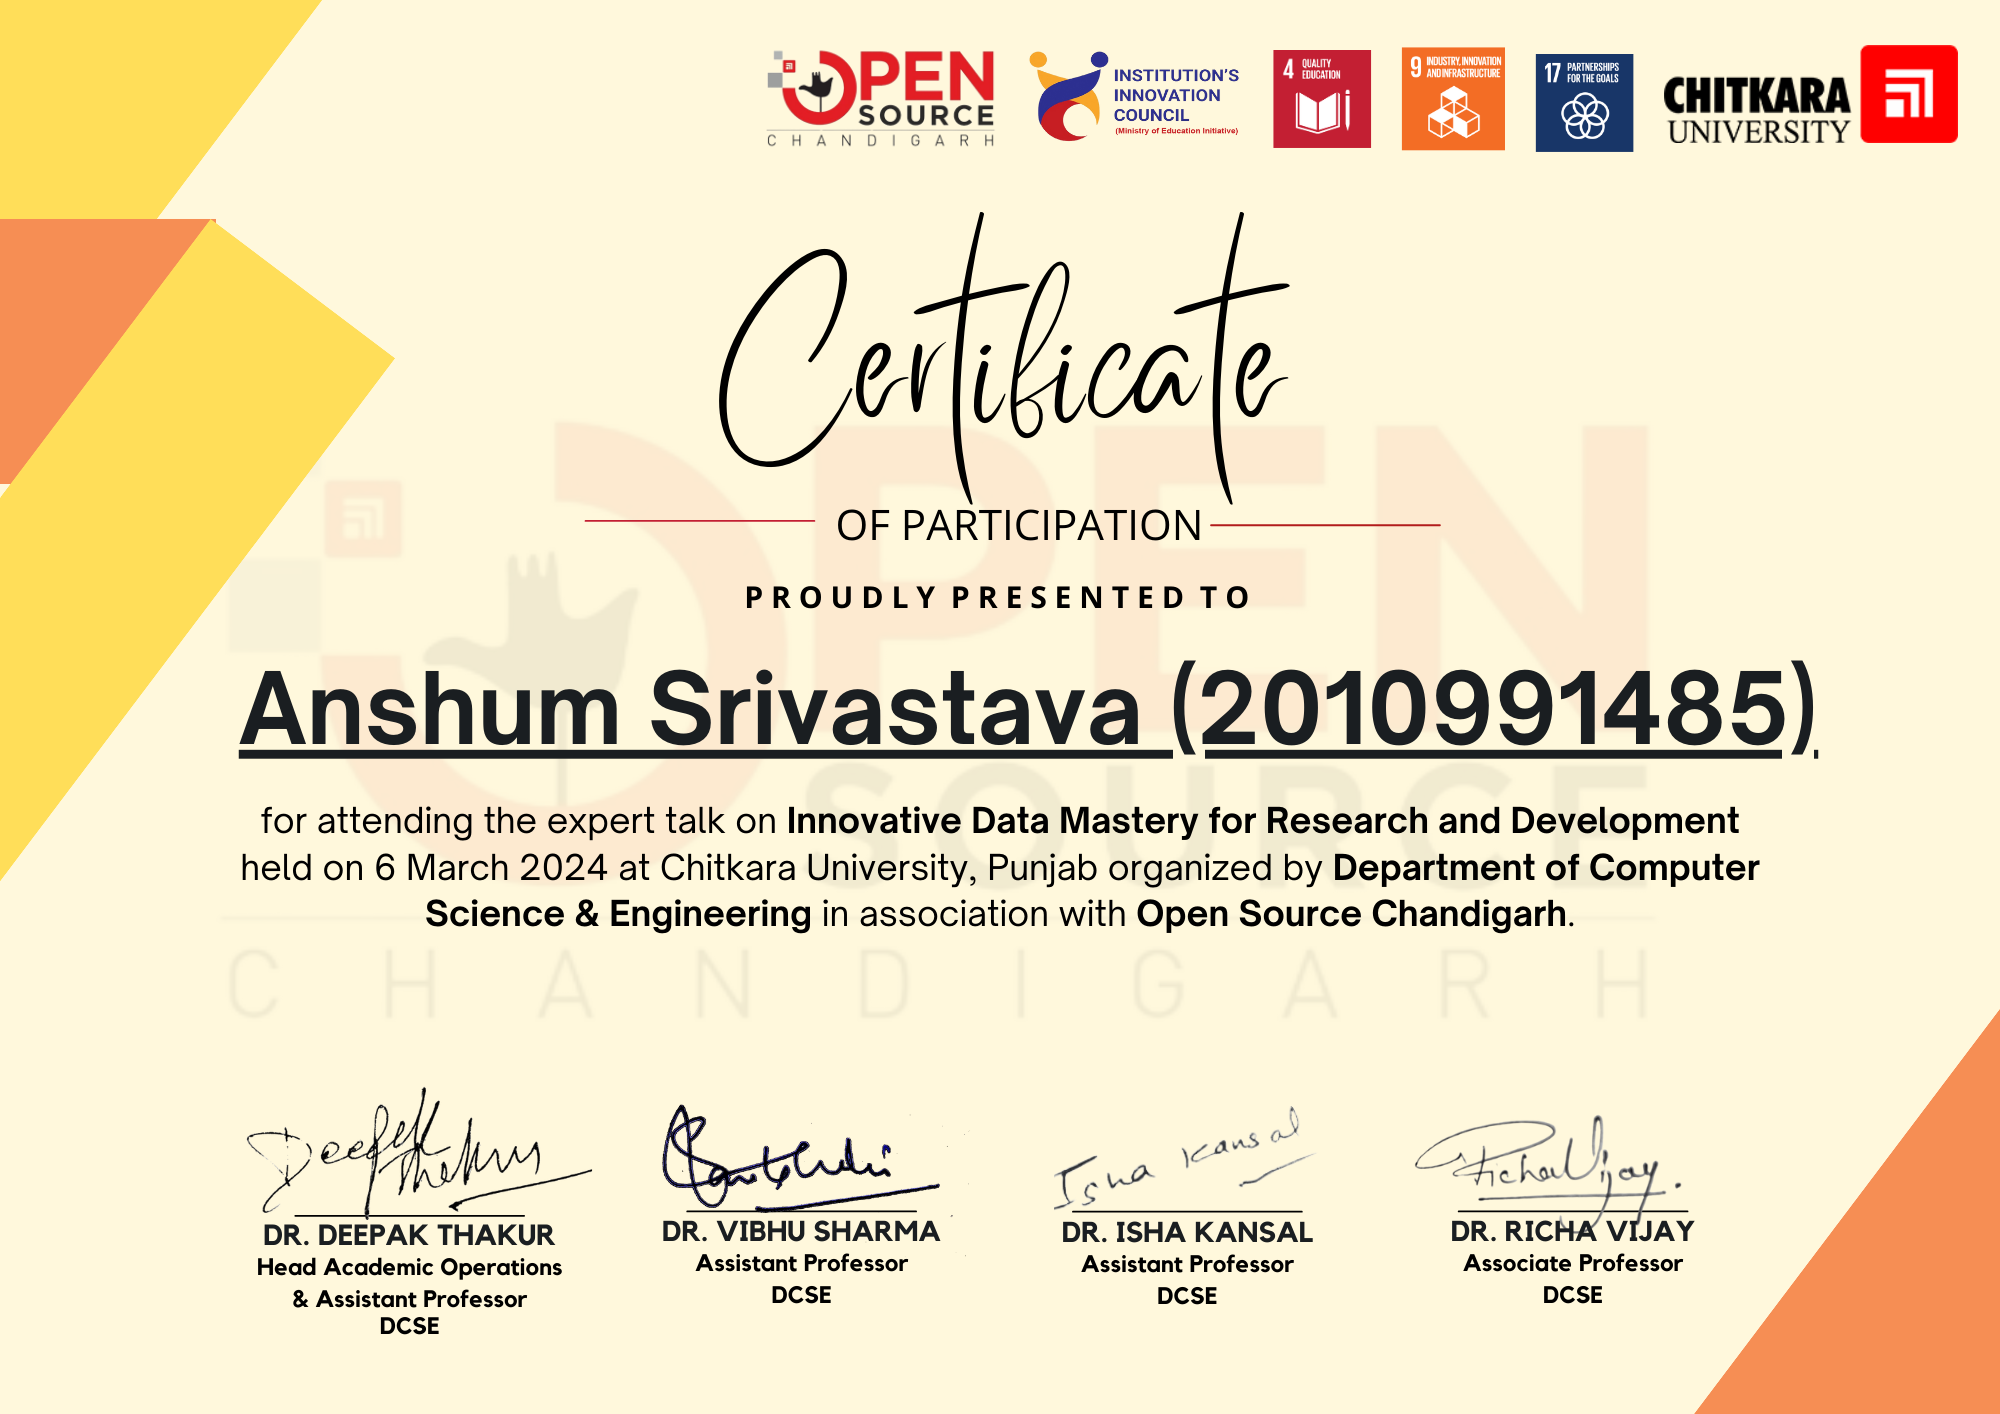 OPEN
SOURCE
CHANDIGARH
INSTITUTION'S
INNOVATION
COUNCIL
(Ministry of Education Initiative)
4 QUALITY
EDUCATION
9 INDUSTRY, INNOVATION
AND INFRASTRUCTURE
17 PARTNERSHIPS
FOR THE GOALS
CHITKARA
UNIVERSITY
Certificate
OF PARTICIPATION
PROUDLY PRESENTED TO
Anshum Srivastava (2010991485)
for attending the expert talk on Innovative Data Mastery for Research and Development
held on 6 March 2024 at Chitkara University, Punjab organized by Department of Computer
Science & Engineering in association with Open Source Chandigarh.
OPEN
SOURCE
CHANDIGARH
Deepak
Thakur
Isha Kansal
Richa Vijay.
DR. DEEPAK THAKUR
Head Academic Operations
& Assistant Professor
DCSE
DR. VIBHU SHARMA
Assistant Professor
DCSE
DR. ISHA KANSAL
Assistant Professor
DCSE
DR. RICHA VIJAY
Associate Professor
DCSE